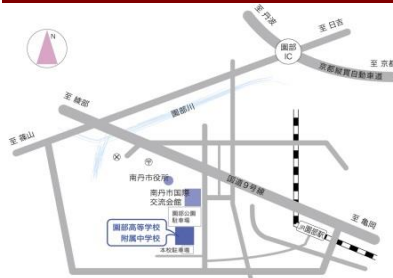 N
至 丹波
至 日吉
園部
IC
至 京都
京都縦貫自動車道
至 綾部
園部川
至 篠山
南丹市役所
国道9号線
南丹市国際
交流会館
園部公園
駐車場
園部高等学校
附属中学校
本校駐車場
JR園部駅
至 亀岡